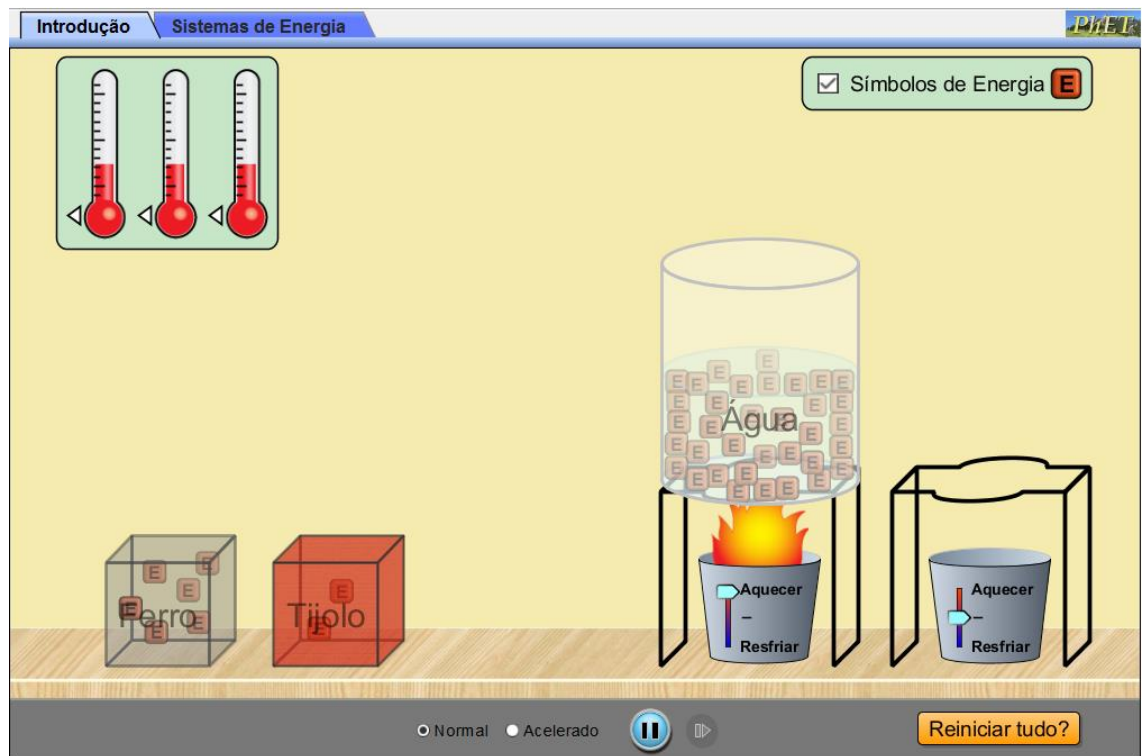 Introdução
Sistemas de Energia
PhET
Símbolos de Energia E
Água
Ferro
Tijolo
Aquecer
–
Resfriar
Aquecer
–
Resfriar
Normal
Acelerado
Reiniciar tudo?